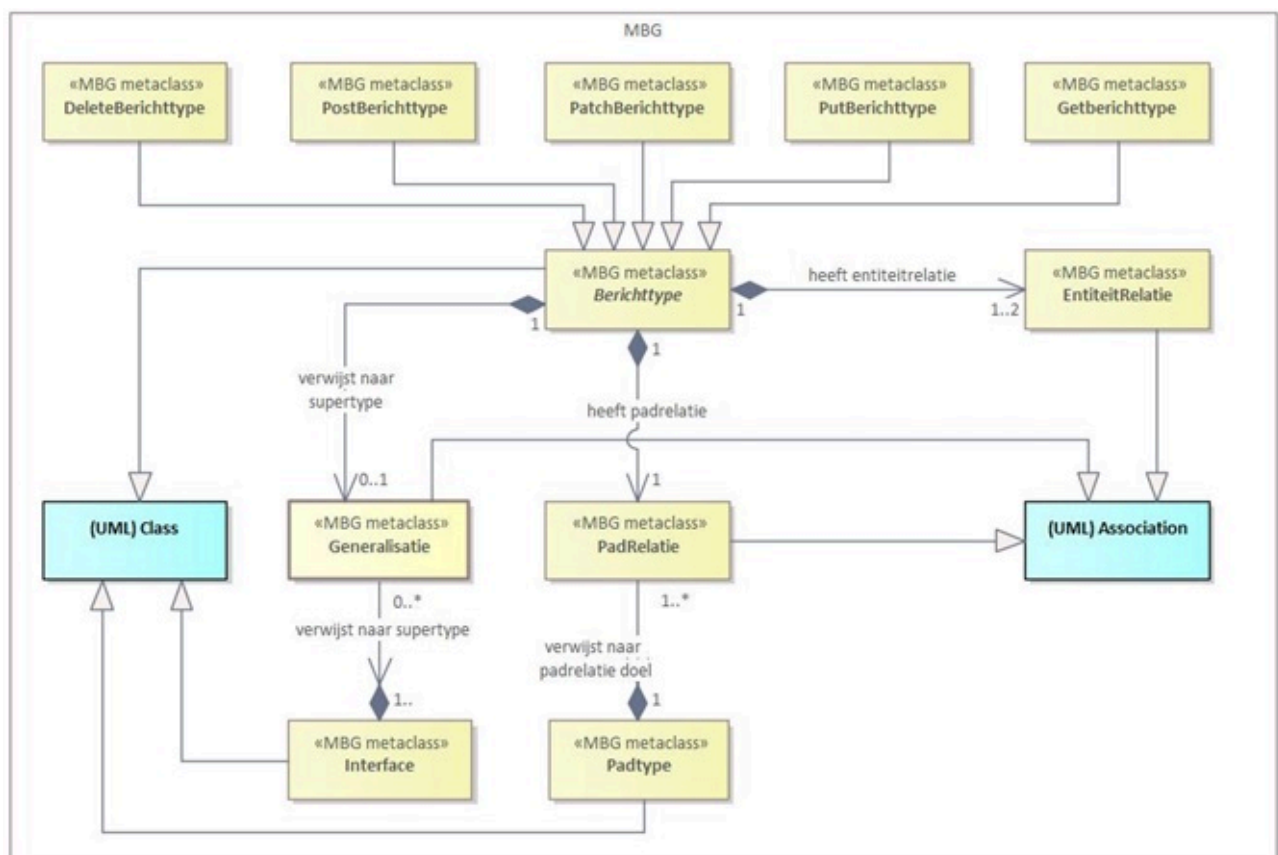 MBG
«MBG metaclass»
DeleteBerichttype
«MBG metaclass»
PostBerichttype
«MBG metaclass»
PatchBerichttype
«MBG metaclass»
PutBerichttype
«MBG metaclass»
Getberichttype
«MBG metaclass»
Berichttype
heeft entiteitrelatie
«MBG metaclass»
EntiteitRelatie
1
1
1..2
1
verwijst naar
supertype
heeft padrelatie
0..1
1
(UML) Class
«MBG metaclass»
Generalisatie
«MBG metaclass»
PadRelatie
(UML) Association
0..*
1..*
verwijst naar supertype
verwijst naar
padrelatie doel
1..
1
«MBG metaclass»
Interface
«MBG metaclass»
Padtype